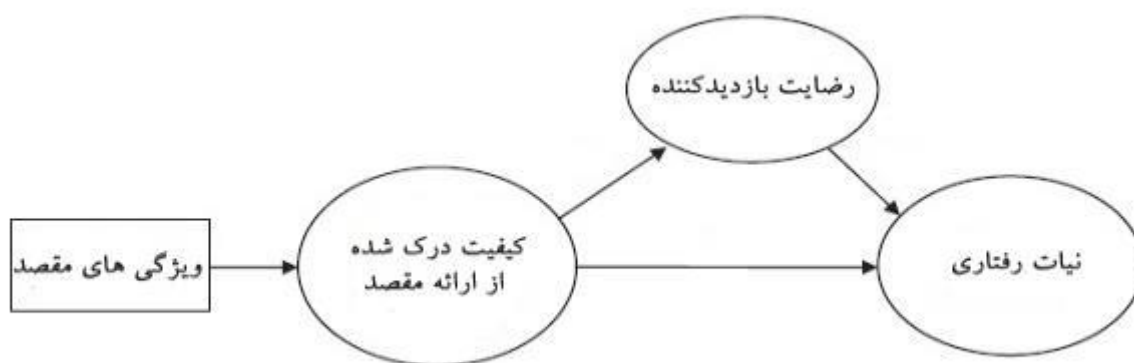 رضایت بازدیدکننده
ویژگی های مقصد
کیفیت درک شده
از ارائه مقصد
نیات رفتاری